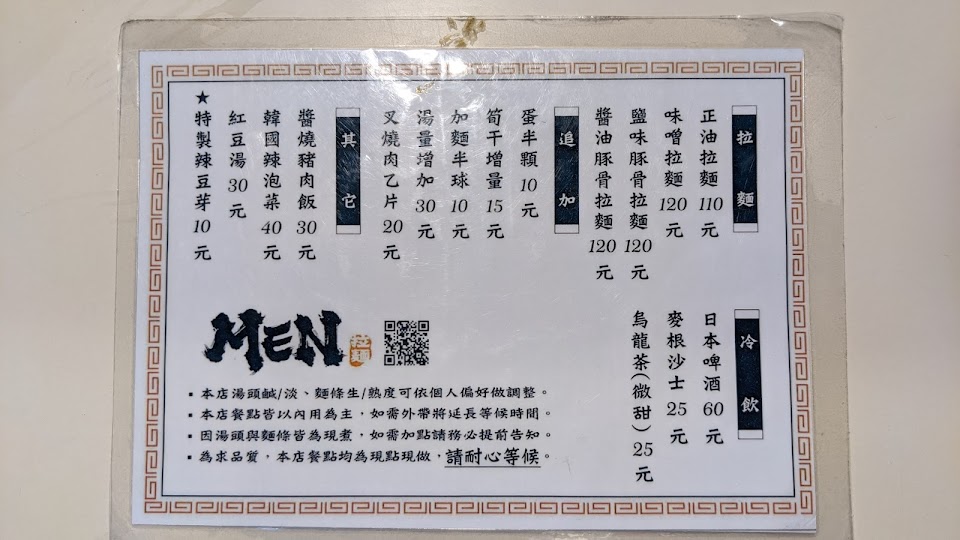 拉麵
正油拉麵 110元
味噌拉麵 120元
鹽味豚骨拉麵 120元
醬油豚骨拉麵 120元
追加
蛋半顆 10元
筍干增量 15元
加麵半球 10元
湯量增加 30元
叉燒肉乙片 20元
其它
醬燒豬肉飯 30元
韓國辣泡菜 40元
紅豆湯 30元
★特製辣豆芽 10元
冷飲
日本啤酒 60元
麥根沙士 25元
烏龍茶(微甜) 25元
MEN
拉麵
▪本店湯頭鹹/淡、麵條生/熟度可依個人偏好做調整。
▪本店餐點皆以內用為主，如需外帶將延長等候時間。
▪因湯頭與麵條皆為現煮，如需加點請務必提前告知。
▪為求品質，本店餐點均為現點現做，請耐心等候。